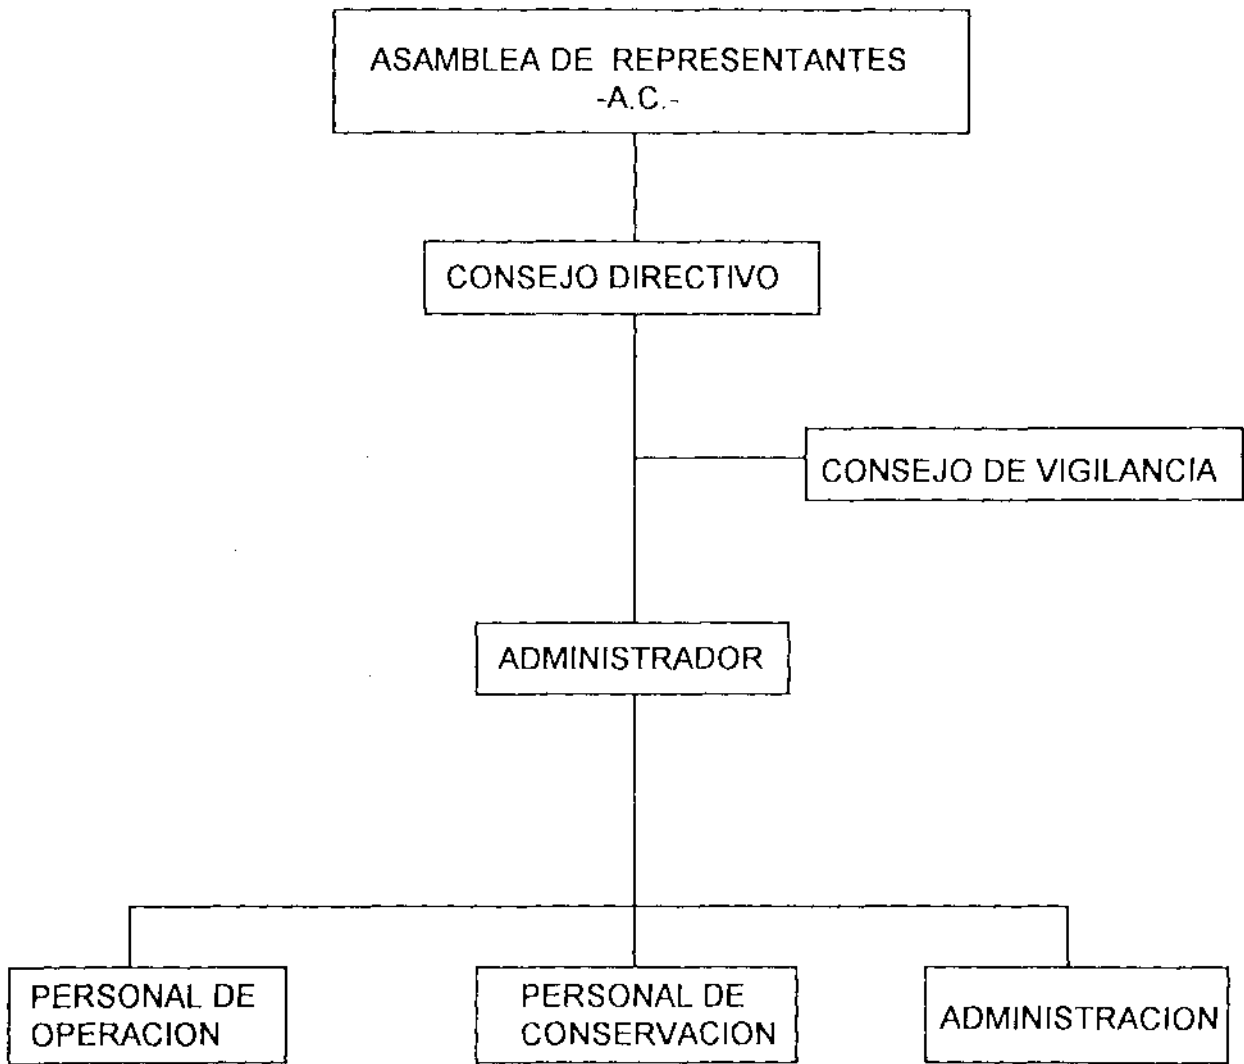 ASAMBLEA DE REPRESENTANTES
-A.C.-
CONSEJO DIRECTIVO
CONSEJO DE VIGILANCIA
ADMINISTRADOR
PERSONAL DE
OPERACION
PERSONAL DE
CONSERVACION
ADMINISTRACION